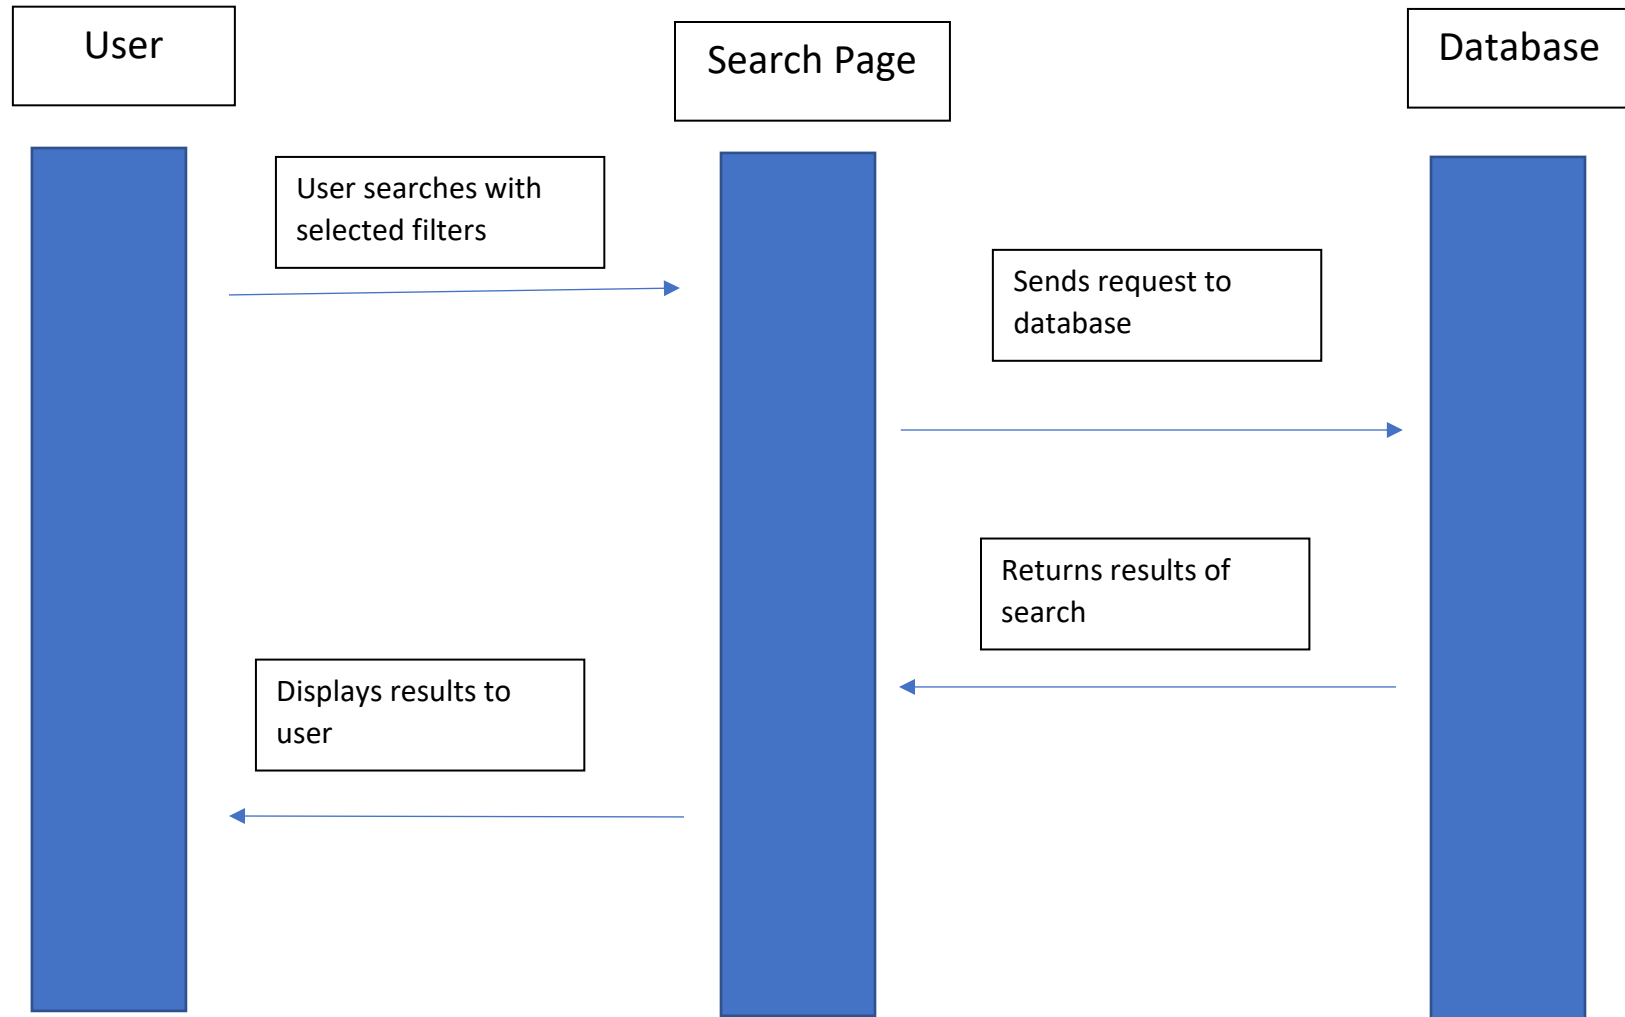 User
Search Page
Database
User searches with
selected filters
Sends request to
database
Returns results of
search
Displays results to
user